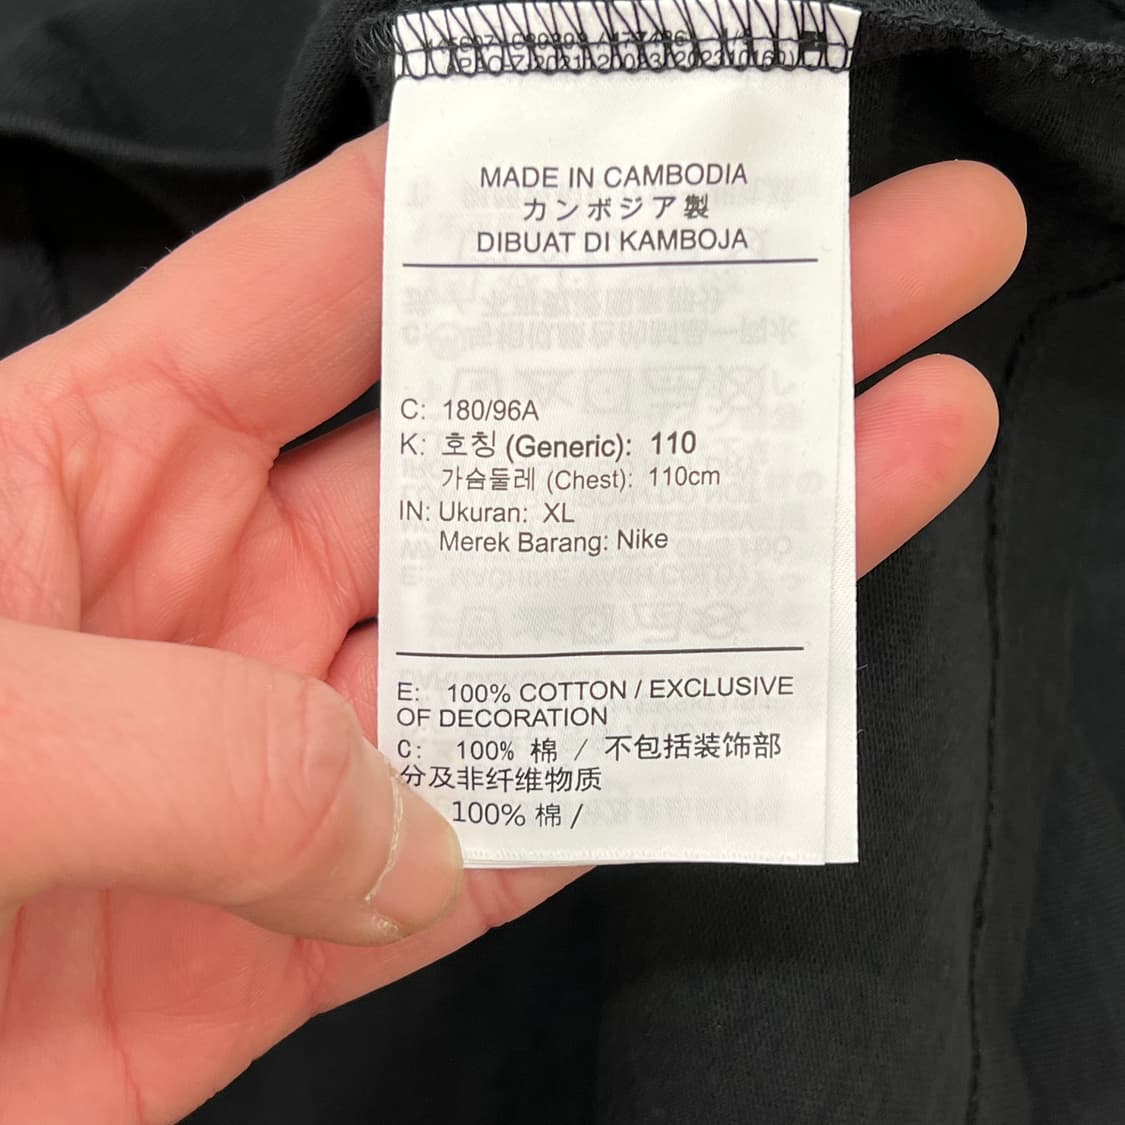 MADE IN CAMBODIA
カンボジア製
DIBUAT DI KAMBOJA
C: 180/96A
K: 호칭 (Generic): 110
가슴둘레 (Chest): 110cm
IN: Ukuran: XL
Merek Barang: Nike
E: 100% COTTON / EXCLUSIVE
OF DECORATION
C: 100% 棉 / 不包括装饰部
分及非纤维物质
100% 棉 /